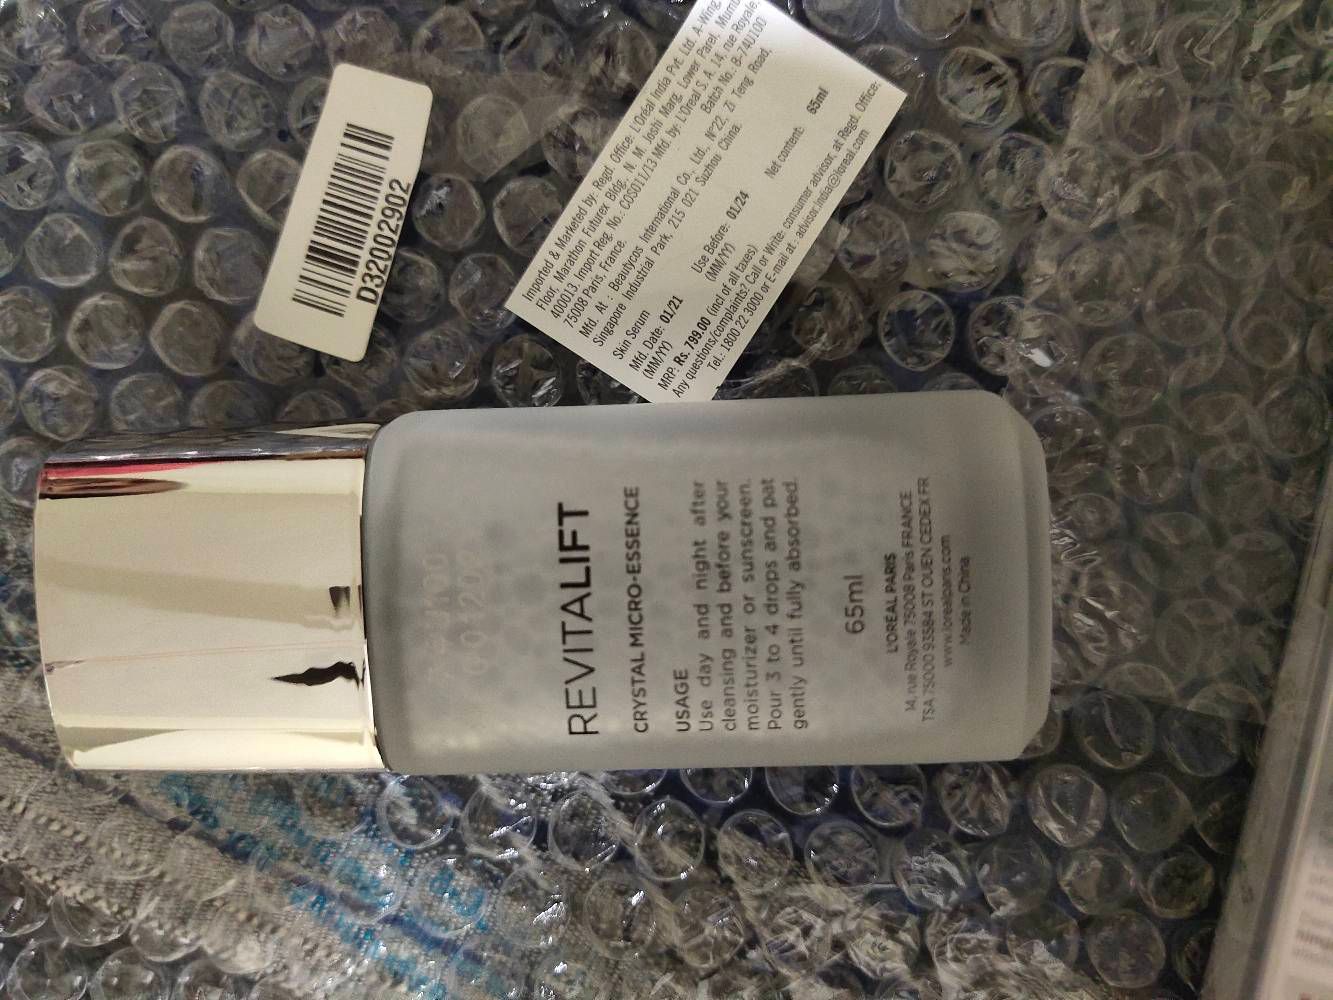 D32002902
Imported & Marketed by: Regd. Office: L'Oreal India Pvt. Ltd. A-Wing,
Floor, Marathon Futurex Bldg., N. M. Joshi Marg, Lower Parel,
400013 Import Reg. No.: COS011/13 Mfd. by: L'Oreal S. A. 14, rue Royale,
75008 Paris, France. Batch No. B-74U100
Mfd. At : Beautycos International Co., Ltd., N°22, Zi Teng Road,
Singapore Industrial Park, 215 021 Suzhou China.
Skin Serum Net content: 65ml
Mfd. Date: 01/21 Use Before: 01/24
(MM/YY) (MM/YY)
MRP: Rs. 799.00 (incl of all taxes)
Any questions/complaints? Call or Write: consumer advisor, at Regd. Office:
Tel.: 1800 22 3000 or E-mail at : advisor.india@loreal.com
REVITALIFT
CRYSTAL MICRO-ESSENCE
USAGE
Use day and night after
cleansing and before your
moisturizer or sunscreen.
Pour 3 to 4 drops and pat
gently until fully absorbed.
65ml
L'ORÉAL PARIS
14, rue Royale 75008 Paris FRANCE
TSA 75000 93584 ST OUEN CEDEX FR
www.lorealparis.com
Made in China